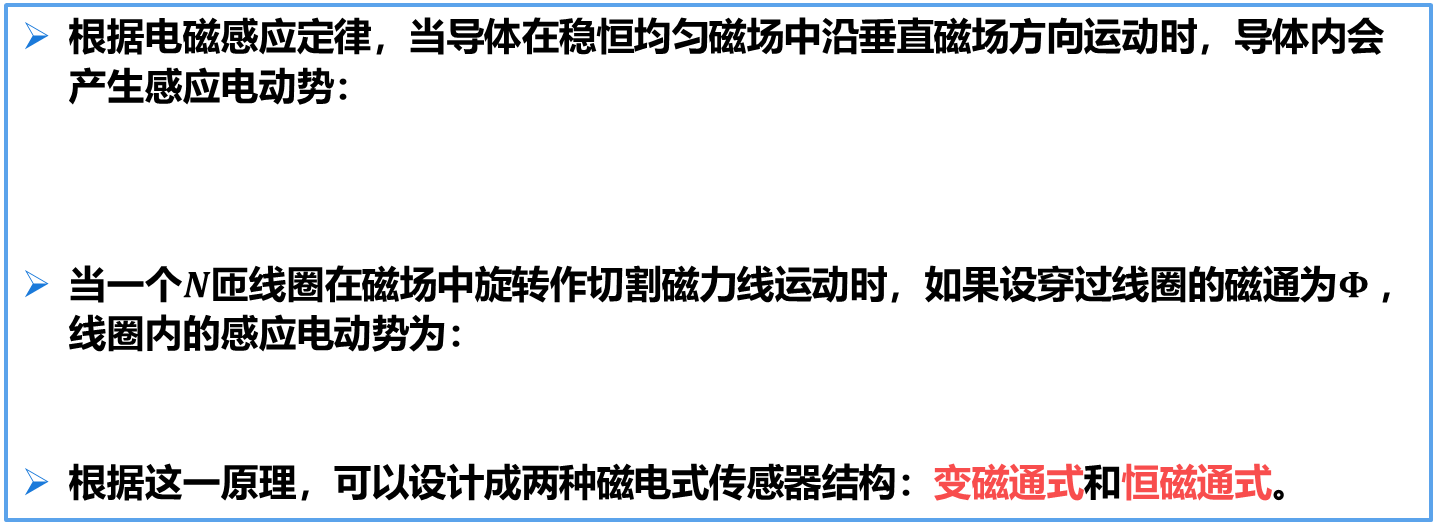 ➢ 根据电磁感应定律，当导体在稳恒均匀磁场中沿垂直磁场方向运动时，导体内会
产生感应电动势：
➢ 当一个N匝线圈在磁场中旋转作切割磁力线运动时，如果设穿过线圈的磁通为Φ，
线圈内的感应电动势为：
➢ 根据这一原理，可以设计成两种磁电式传感器结构：变磁通式和恒磁通式。